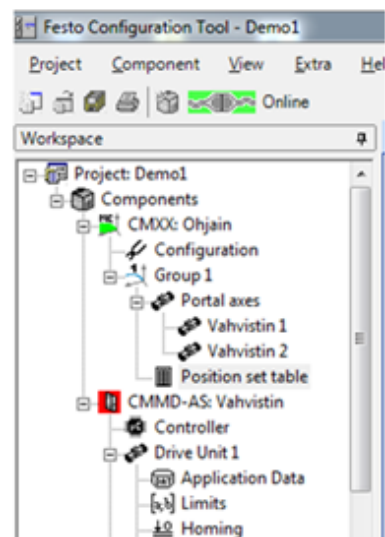 Festo Configuration Tool - Demo1
Project Component View Extra
Online
Workspace
Project: Demo1
Components
CMXX: Ohjain
Configuration
Group 1
Portal axes
Vahvistin 1
Vahvistin 2
Position set table
CMMD-AS: Vahvistin
Controller
Drive Unit 1
Application Data
Limits
Homing